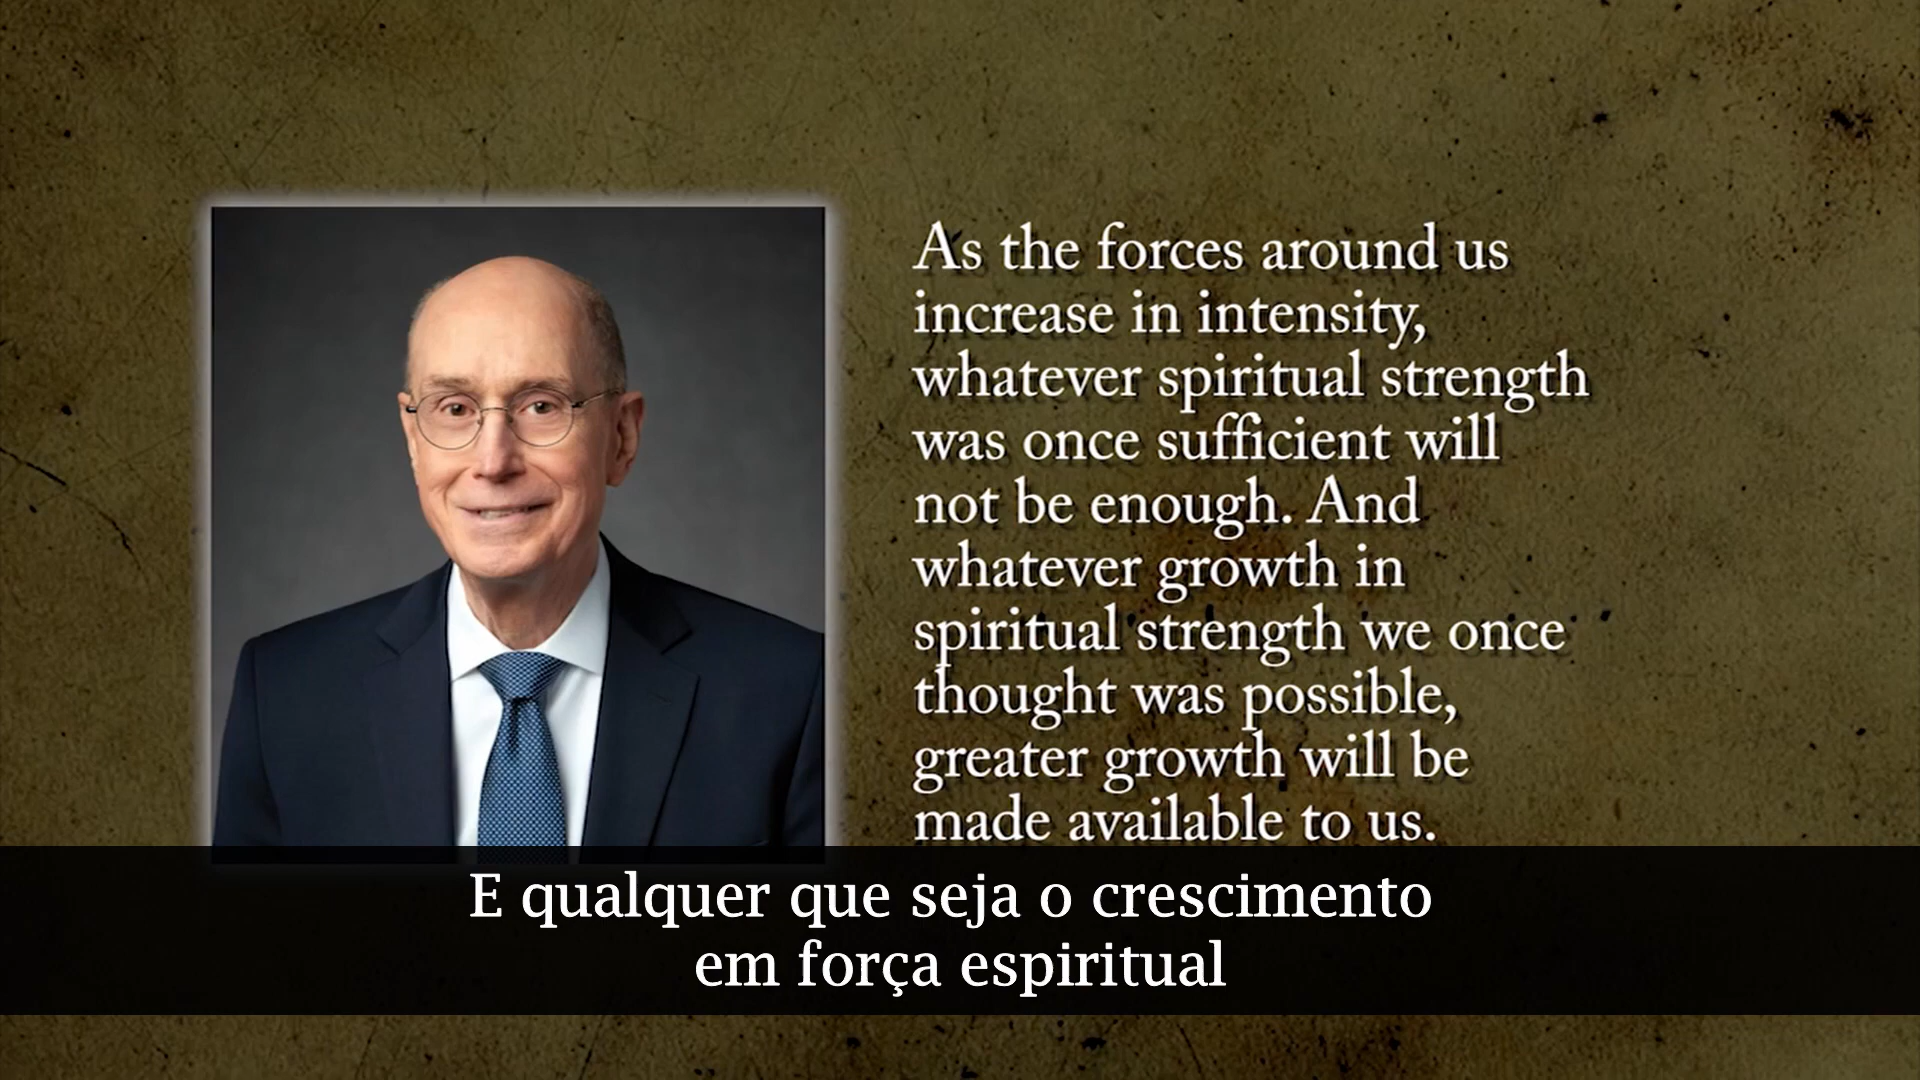 As the forces around us
increase in intensity,
whatever spiritual strength
was once sufficient will
not be enough. And
whatever growth in
spiritual strength we once
thought was possible,
greater growth will be
made available to us.
E qualquer que seja o crescimento
em força espiritual